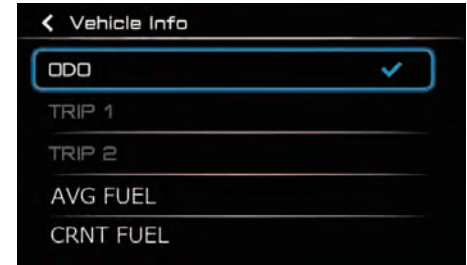 Vehicle Info
ODO
TRIP 1
TRIP 2
AVG FUEL
CRNT FUEL